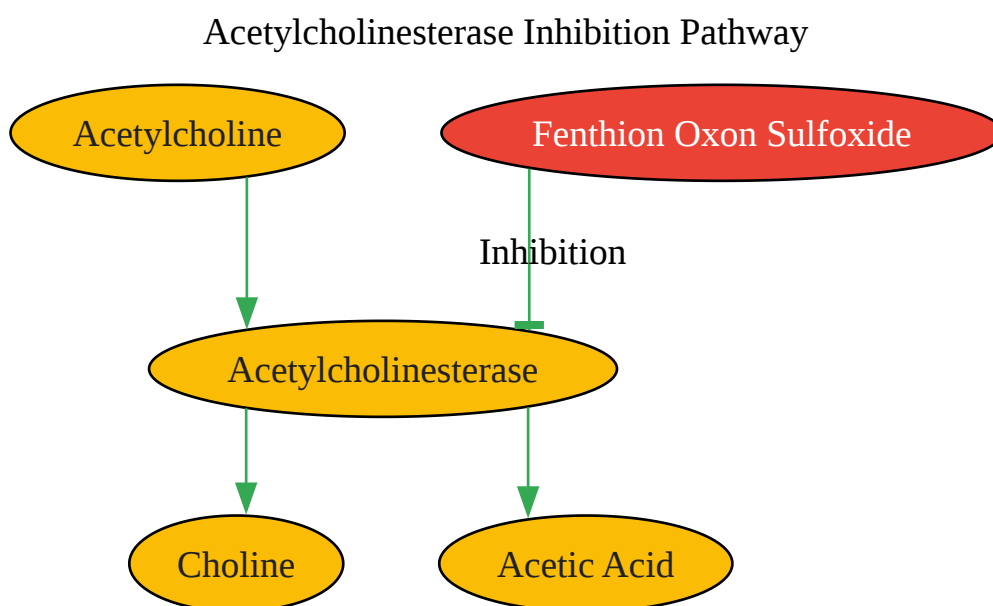 Acetylcholinesterase Inhibition Pathway
Acetylcholine
Fenthion Oxon Sulfoxide
Inhibition
Acetylcholinesterase
Choline
Acetic Acid